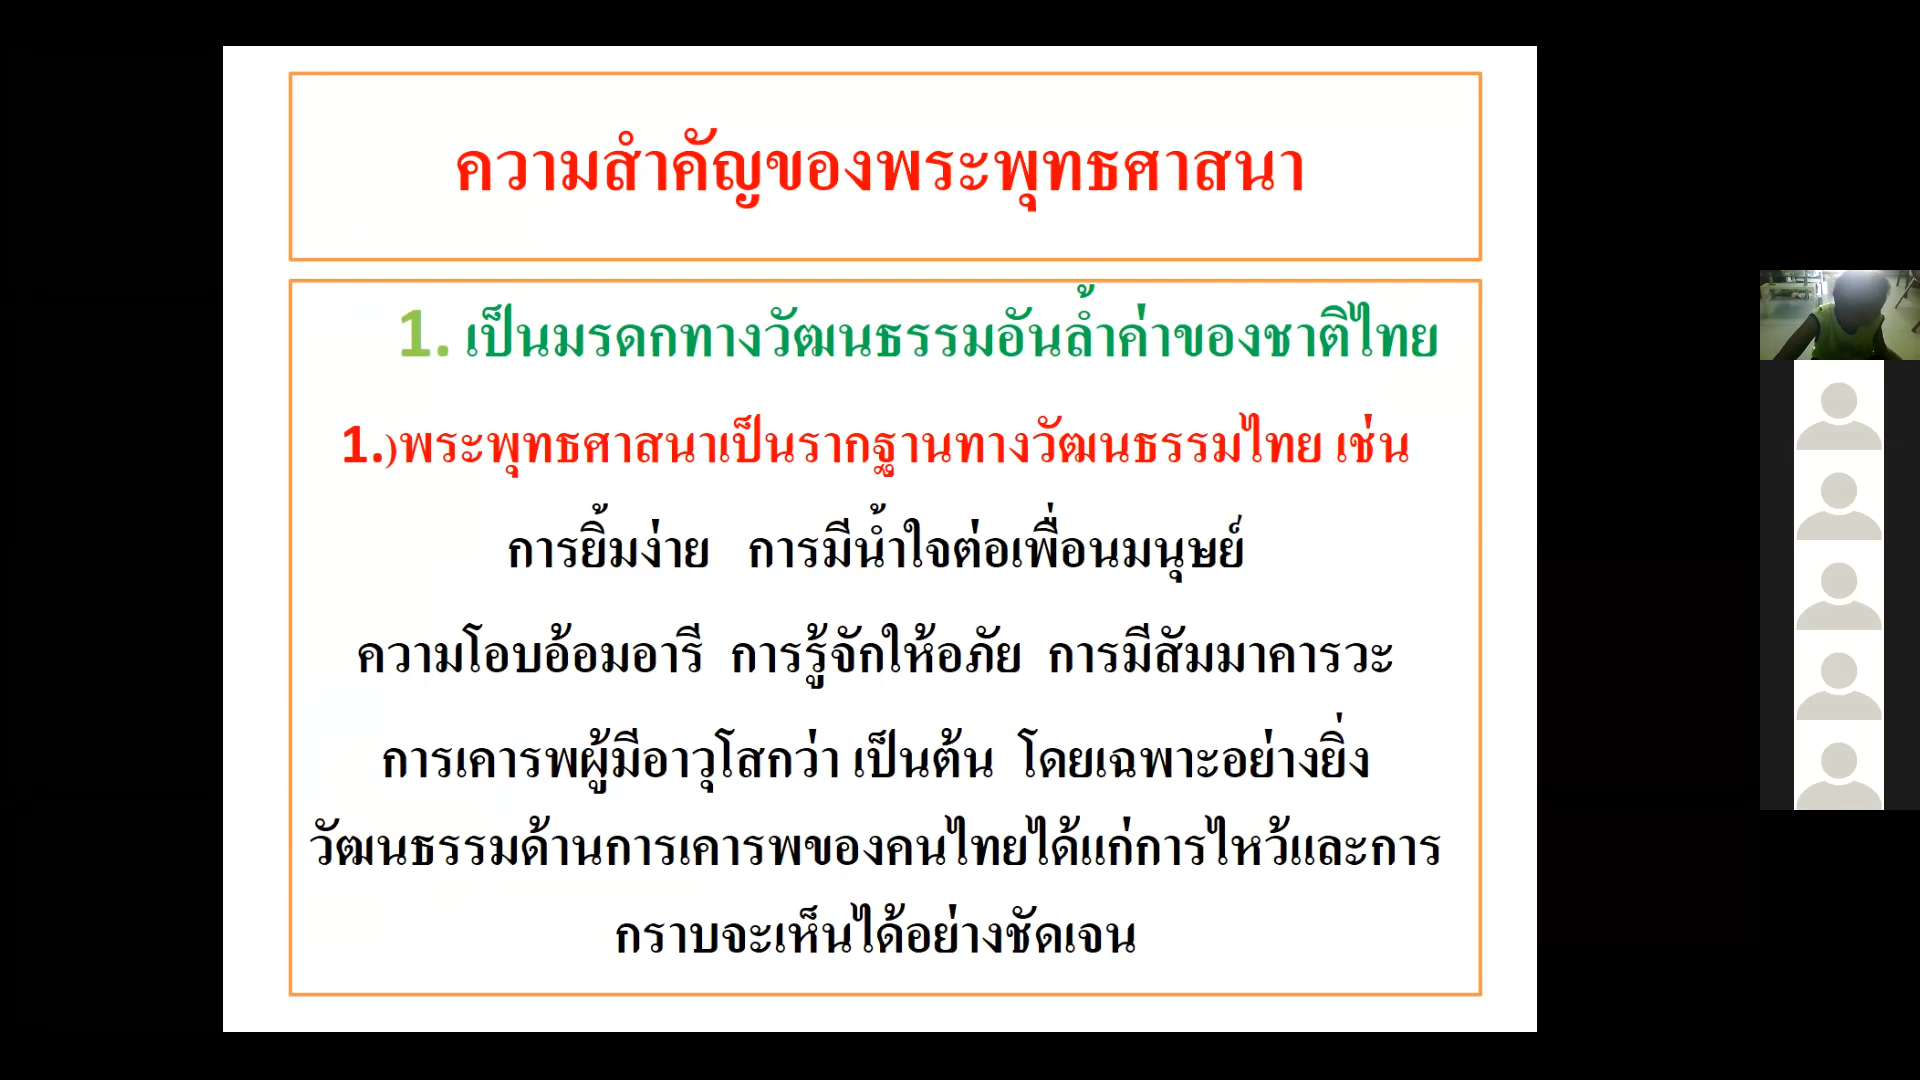 ความสำคัญของพระพุทธศาสนา
1. เป็นมรดกทางวัฒนธรรมอันล้ำค่าของชาติไทย
1.)พระพุทธศาสนาเป็นรากฐานทางวัฒนธรรมไทย เช่น
การยิ้มง่าย การมีน้ำใจต่อเพื่อนมนุษย์
ความโอบอ้อมอารี การรู้จักให้อภัย การมีสัมมาคารวะ
การเคารพผู้มีอาวุโสกว่า เป็นต้น โดยเฉพาะอย่างยิ่ง
วัฒนธรรมด้านการเคารพของคนไทยได้แก่การไหว้และการ
กราบจะเห็นได้อย่างชัดเจน